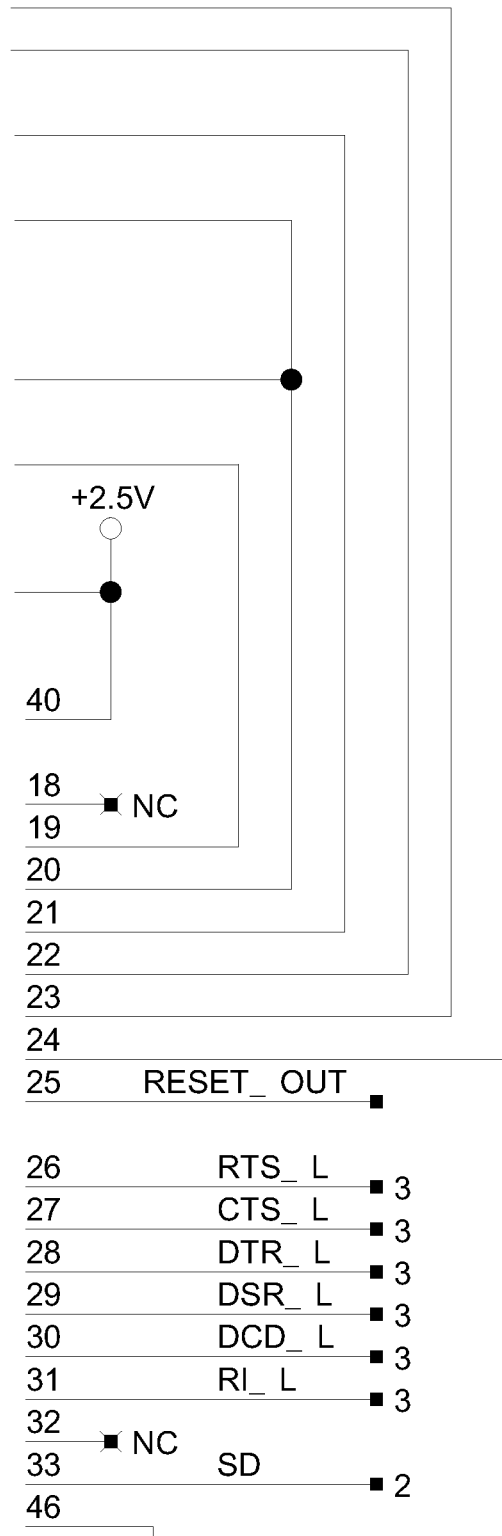 +2.5V
40
18 NC
19
20
21
22
23
24
25 RESET_ OUT
26 RTS_ L 3
27 CTS_ L 3
28 DTR_ L 3
29 DSR_ L 3
30 DCD_ L 3
31 RI_ L 3
32 NC
33 SD 2
46